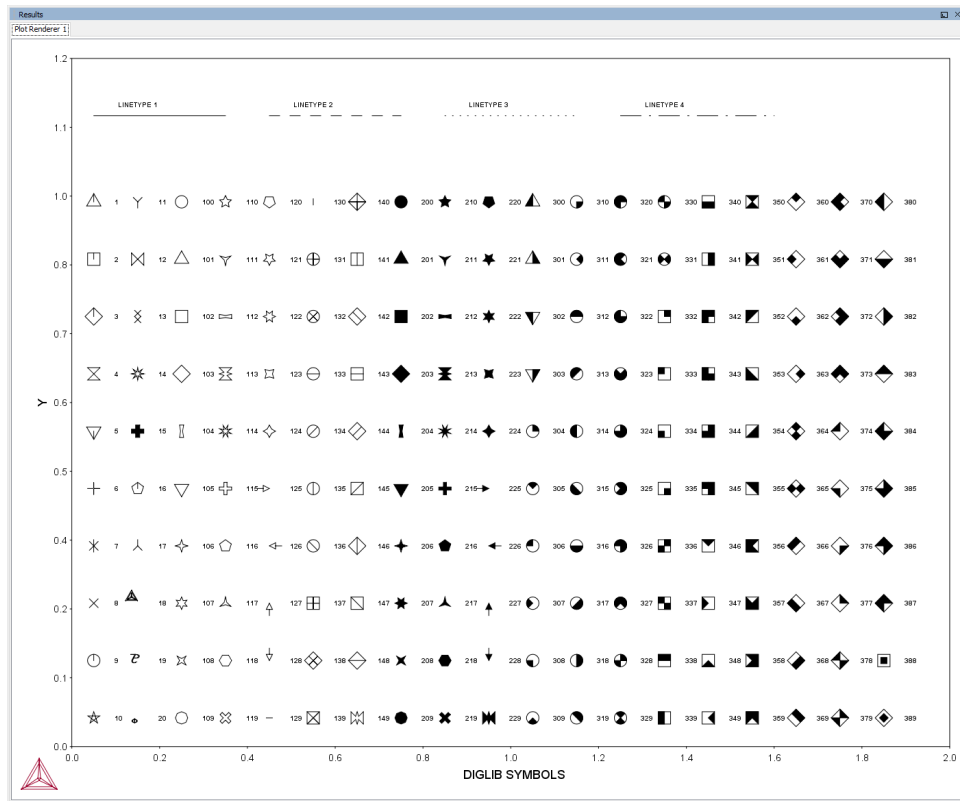 Results
Plot Renderer 1
1.2
LINETYPE 1 LINETYPE 2 LINETYPE 3 LINETYPE 4
1.1
1.0
1 11 100 110 120 130 140 200 210 220 300 310 320 330 340 350 360 370 380
2 12 101 111 121 131 141 201 211 221 301 311 321 331 341 351 361 371 381
0.8
3 13 102 112 122 132 142 202 212 222 302 312 322 332 342 352 362 372 382
0.7
4 14 103 113 123 133 143 203 213 223 303 313 323 333 343 353 363 373 383
Y
0.6
5 15 104 114 124 134 144 204 214 224 304 314 324 334 344 354 364 374 384
0.5
6 16 105 115 125 135 145 205 215 225 305 315 325 335 345 355 365 375 385
0.4
7 17 106 116 126 136 146 206 216 226 306 316 326 336 346 356 366 376 386
0.2
8 18 107 117 127 137 147 207 217 227 307 317 327 337 347 357 367 377 387
9 19 108 118 128 138 148 208 218 228 308 318 328 338 348 358 368 378 388
0.1
10 20 109 119 129 139 149 209 219 229 309 319 329 339 349 359 369 379 389
0.0
0.0 0.2 0.4 0.6 0.8 1.0 1.2 1.4 1.6 1.8 2.0
DIGLIB SYMBOLS